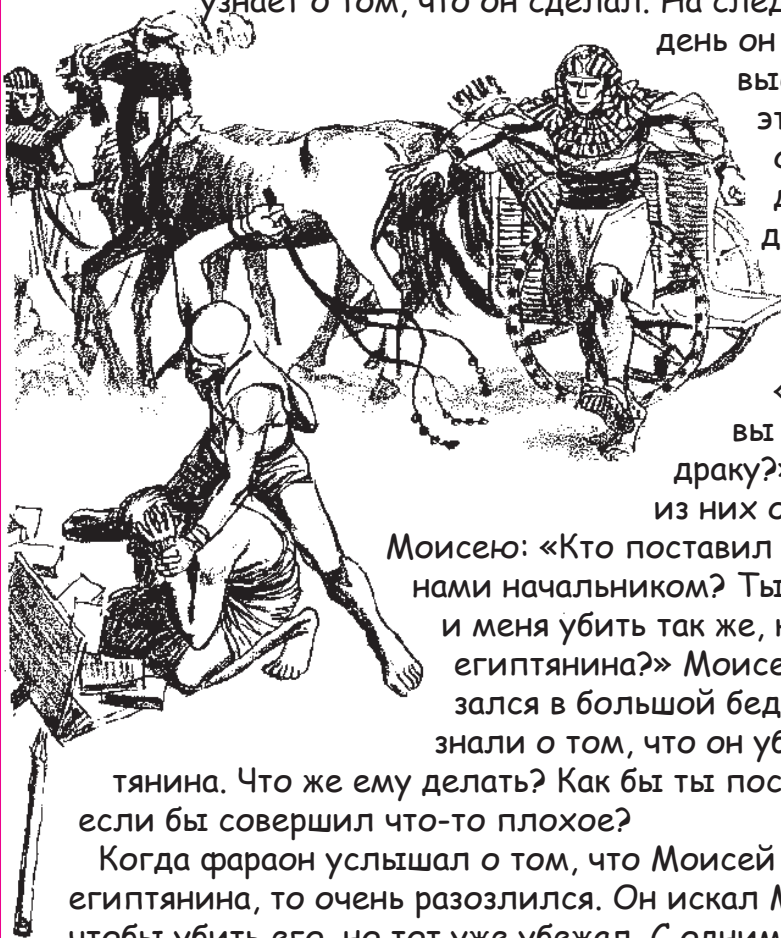 узнает о том, что он сделал. На след
день он
вы
эт
д
вы
драку?»
из них о
Моисею: «Кто поставил
нами начальником? Ты
и меня убить так же, к
египтянина?» Моисе
зался в большой бед
знали о том, что он уб
тянина. Что же ему делать? Как бы ты пос
если бы совершил что-то плохое?
Когда фараон услышал о том, что Моисей
египтянина, то очень разозлился. Он искал М
чтобы убить его, но тот уже убежал. С одним